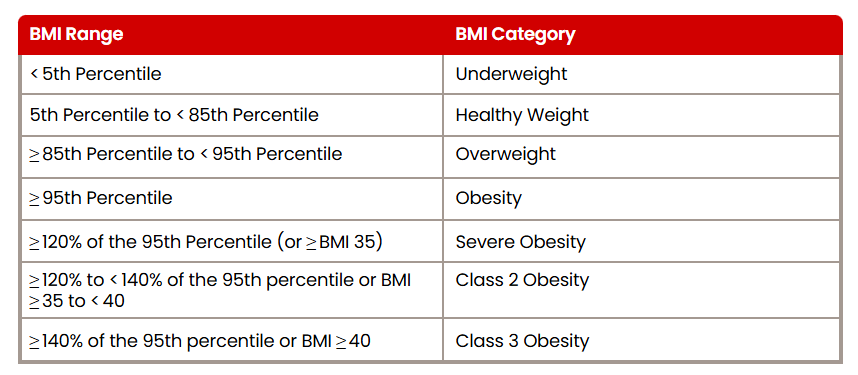 BMI Range BMI Category
< 5th Percentile Underweight
5th Percentile to < 85th Percentile Healthy Weight
≥ 85th Percentile to < 95th Percentile Overweight
≥ 95th Percentile Obesity
≥ 120% of the 95th Percentile (or ≥ BMI 35) Severe Obesity
≥ 120% to < 140% of the 95th percentile or BMI Class 2 Obesity
≥ 35 to < 40
≥ 140% of the 95th percentile or BMI ≥ 40 Class 3 Obesity